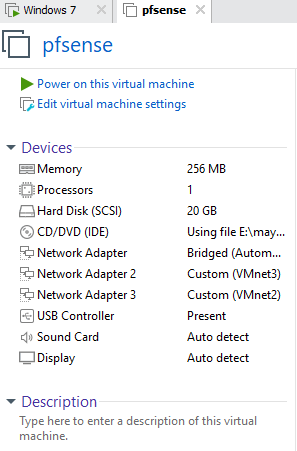 Windows 7 pfsense
pfsense
Power on this virtual machine
Edit virtual machine settings
Devices
Memory 256 MB
Processors 1
Hard Disk (SCSI) 20 GB
CD/DVD (IDE) Using file E:\may...
Network Adapter Bridged (Autom...
Network Adapter 2 Custom (VMnet3)
Network Adapter 3 Custom (VMnet2)
USB Controller Present
Sound Card Auto detect
Display Auto detect
Description
Type here to enter a description of this virtual
machine.